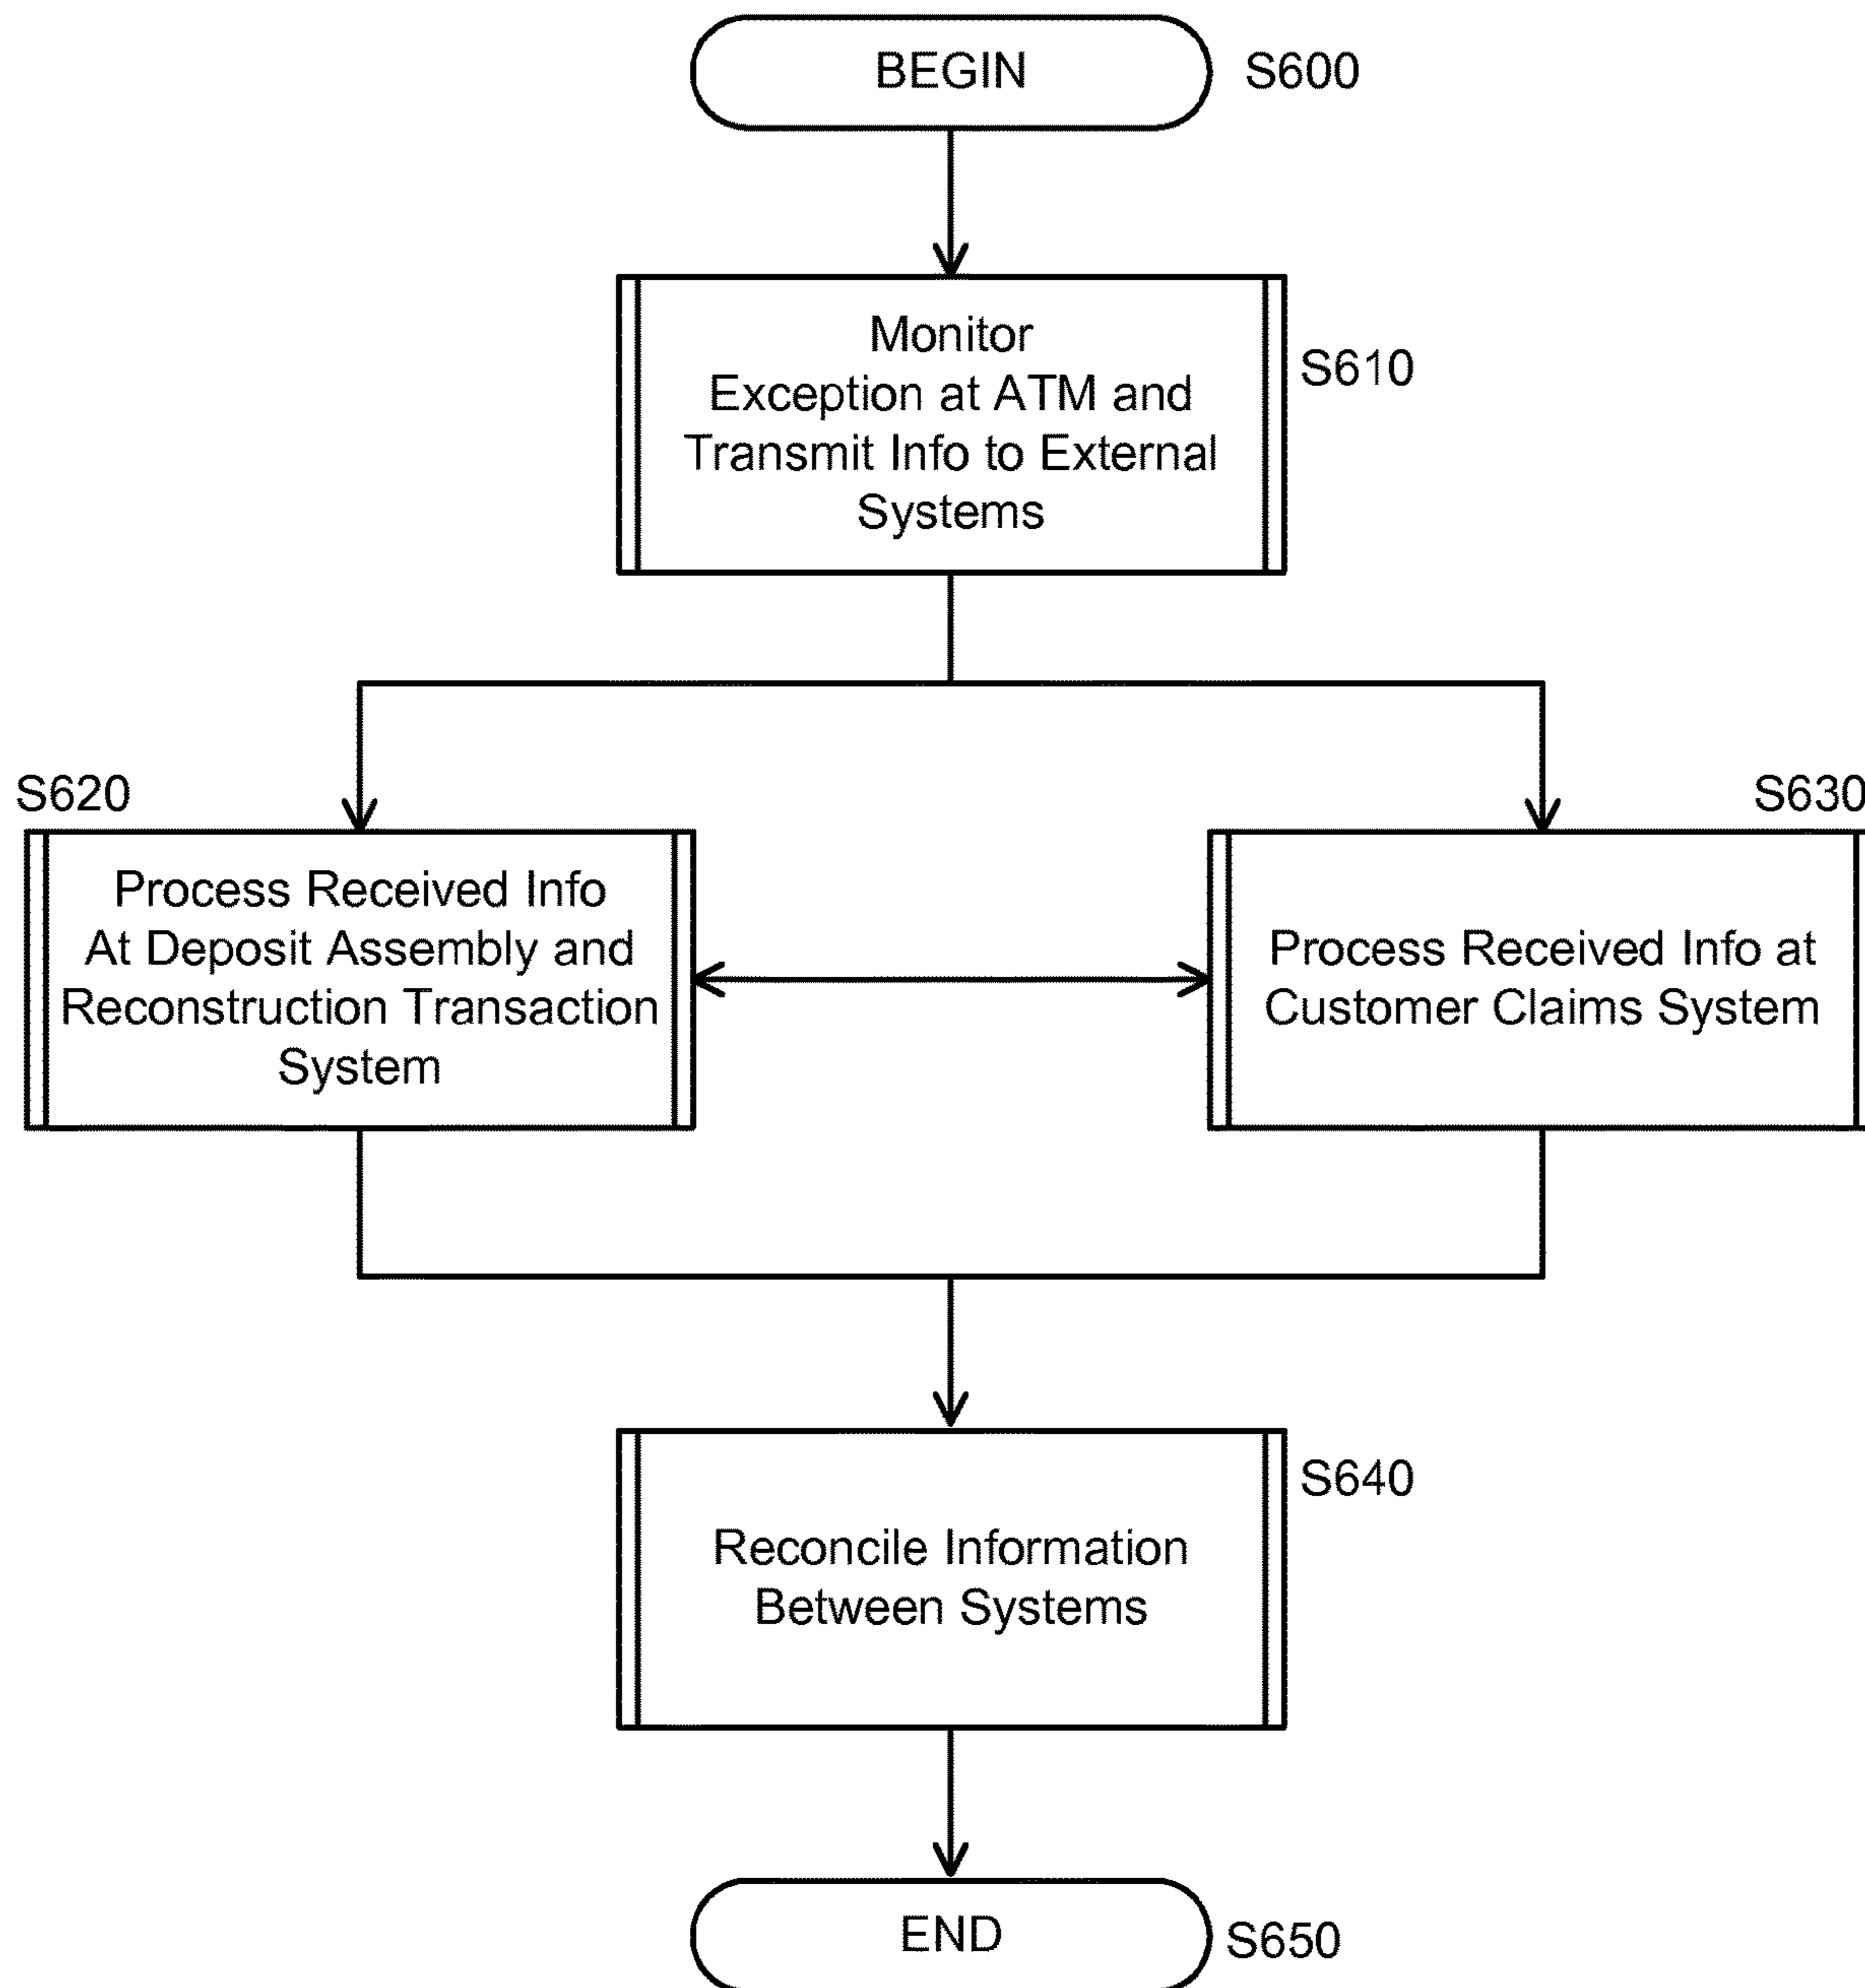 BEGIN
S600
Monitor
Exception at ATM and
Transmit Info to External
Systems
S610
S620
Process Received Info
At Deposit Assembly and
Reconstruction Transaction
System
S630
Process Received Info at
Customer Claims System
S640
Reconcile Information
Between Systems
END
S650